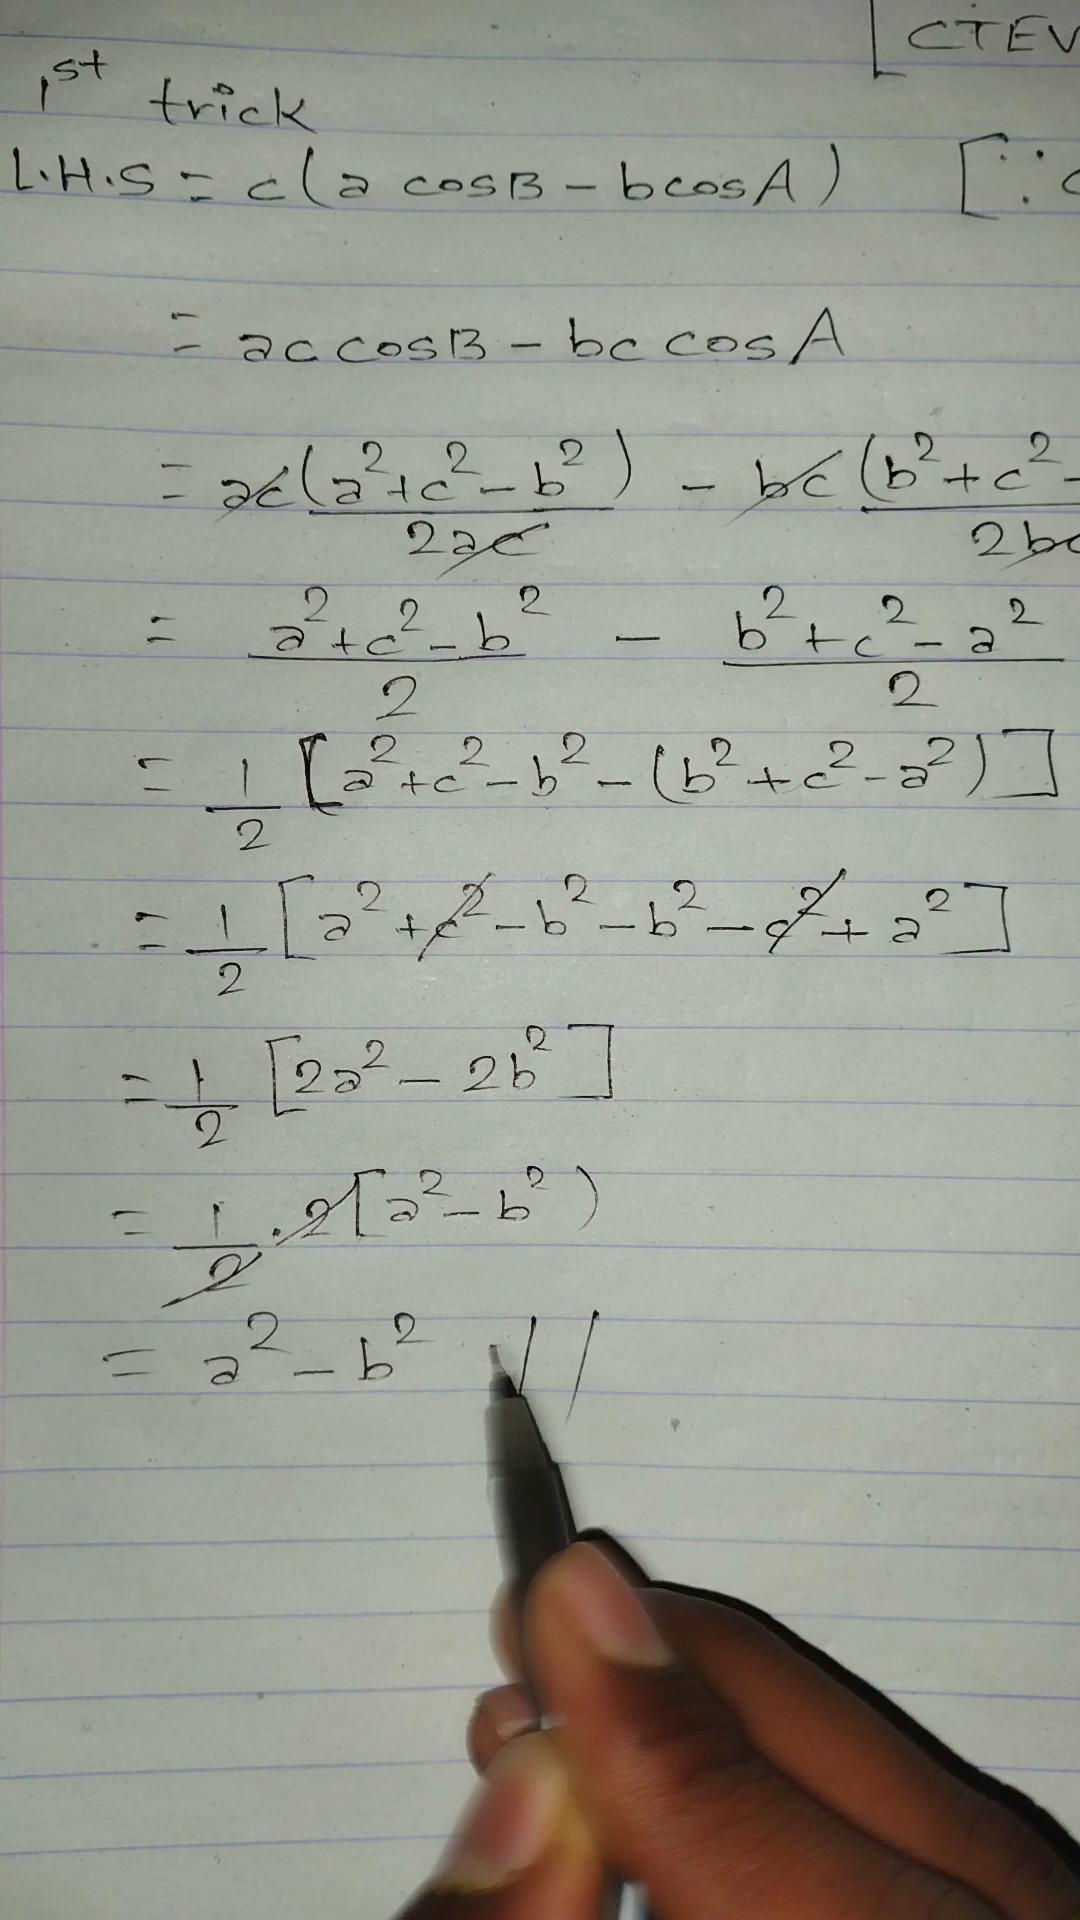 [CTEV
1st trick
L.H.S = c(a cosB - bcosA) [∵ c
= ac cosB - bc cosA
= ac(a²+c²-b²)/2ac - bc(b²+c²-/2bc
= a²+c²-b²/2 - b²+c²-a²/2
= 1/2 [a²+c²-b²-(b²+c²-a²)]
= 1/2 [a²+c²-b²-b²-c²+a²]
= 1/2 [2a²-2b²]
= 1/2 . 2[a²-b²)
= a²-b² //